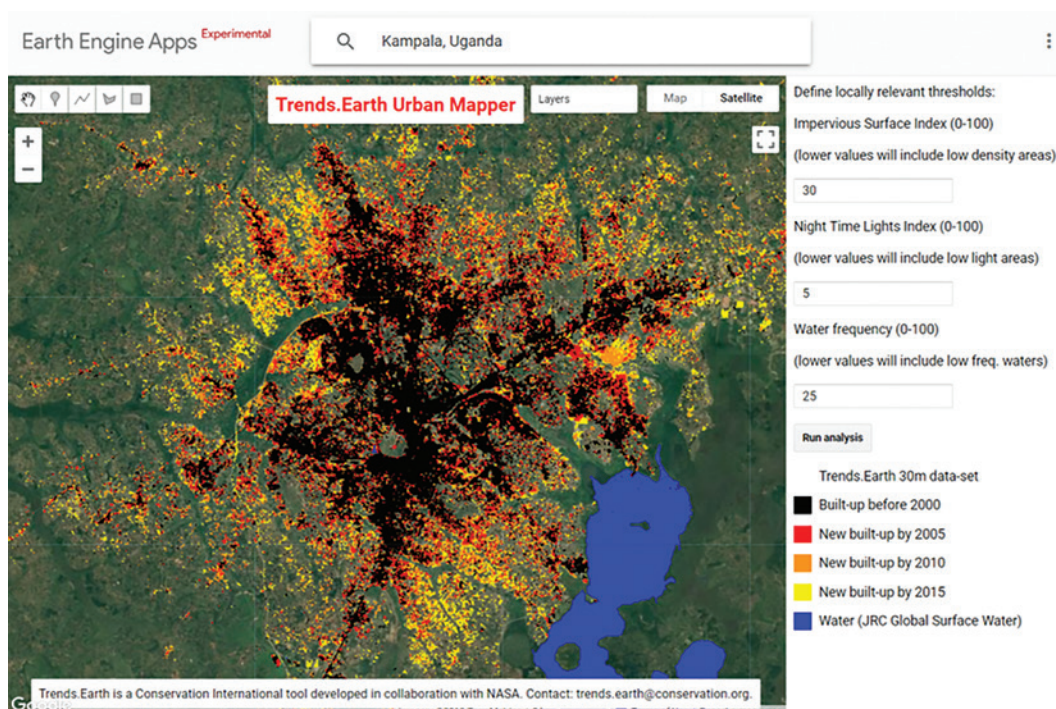 Earth Engine Apps Experimental
Kampala, Uganda
Trends.Earth Urban Mapper
Layers
Map
Satellite
+
−
Define locally relevant thresholds:
Impervious Surface Index (0-100)
(lower values will include low density areas)
30
Night Time Lights Index (0-100)
(lower values will include low light areas)
5
Water frequency (0-100)
(lower values will include low freq. waters)
25
Run analysis
Trends.Earth 30m data-set
Built-up before 2000
New built-up by 2005
New built-up by 2010
New built-up by 2015
Water (JRC Global Surface Water)
Trends.Earth is a Conservation International tool developed in collaboration with NASA. Contact: trends.earth@conservation.org.
Google